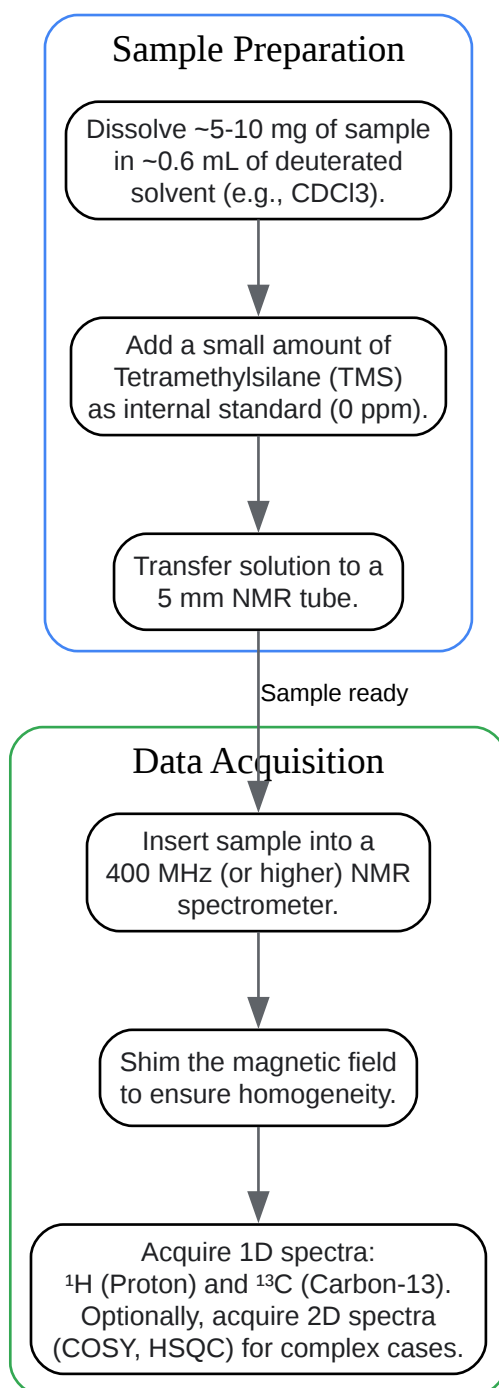 Sample Preparation
Dissolve ~5-10 mg of sample
in ~0.6 mL of deuterated
solvent (e.g., CDCl3).
Add a small amount of
Tetramethylsilane (TMS)
as internal standard (0 ppm).
Transfer solution to a
5 mm NMR tube.
Sample ready
Data Acquisition
Insert sample into a
400 MHz (or higher) NMR
spectrometer.
Shim the magnetic field
to ensure homogeneity.
Acquire 1D spectra:
¹H (Proton) and ¹³C (Carbon-13).
Optionally, acquire 2D spectra
(COSY, HSQC) for complex cases.